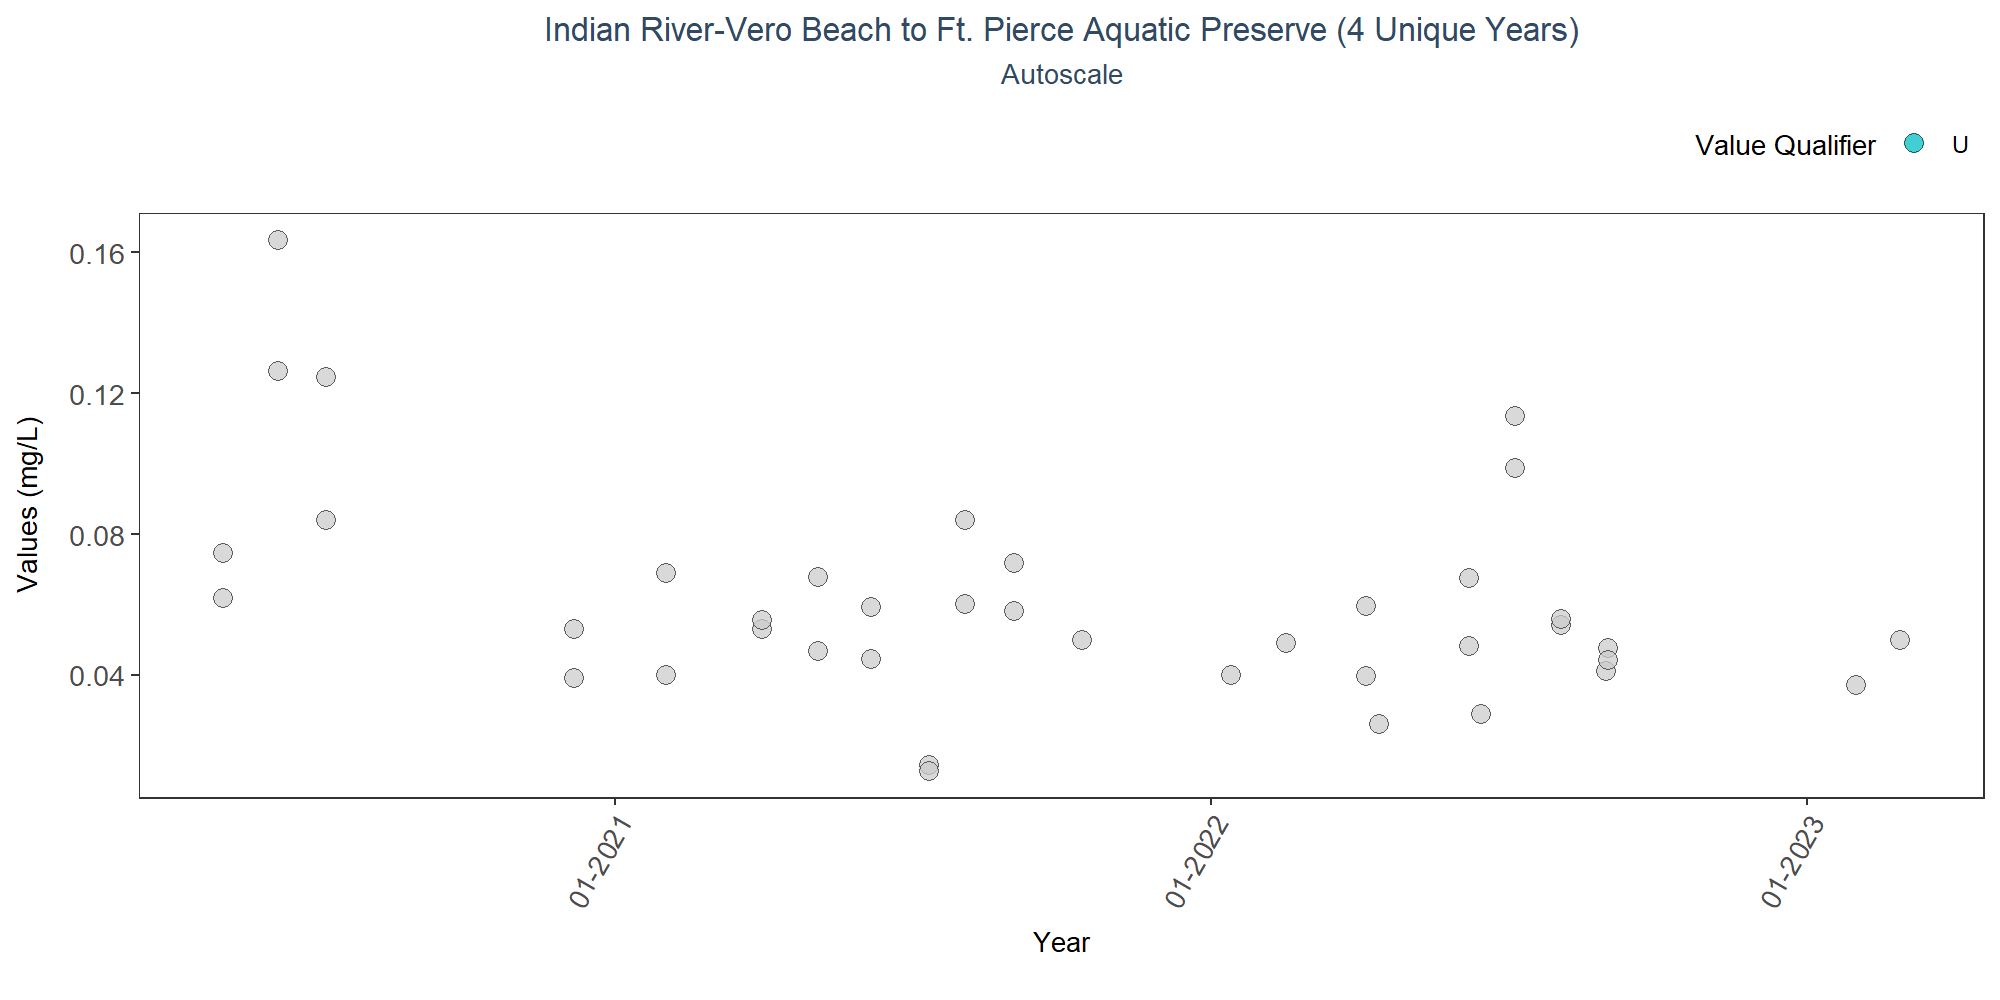 Indian River-Vero Beach to Ft. Pierce Aquatic Preserve (4 Unique Years)
Autoscale
Value Qualifier U
0.16
0.12
0.08
0.04
Values (mg/L)
01-2021
01-2022
01-2023
Year